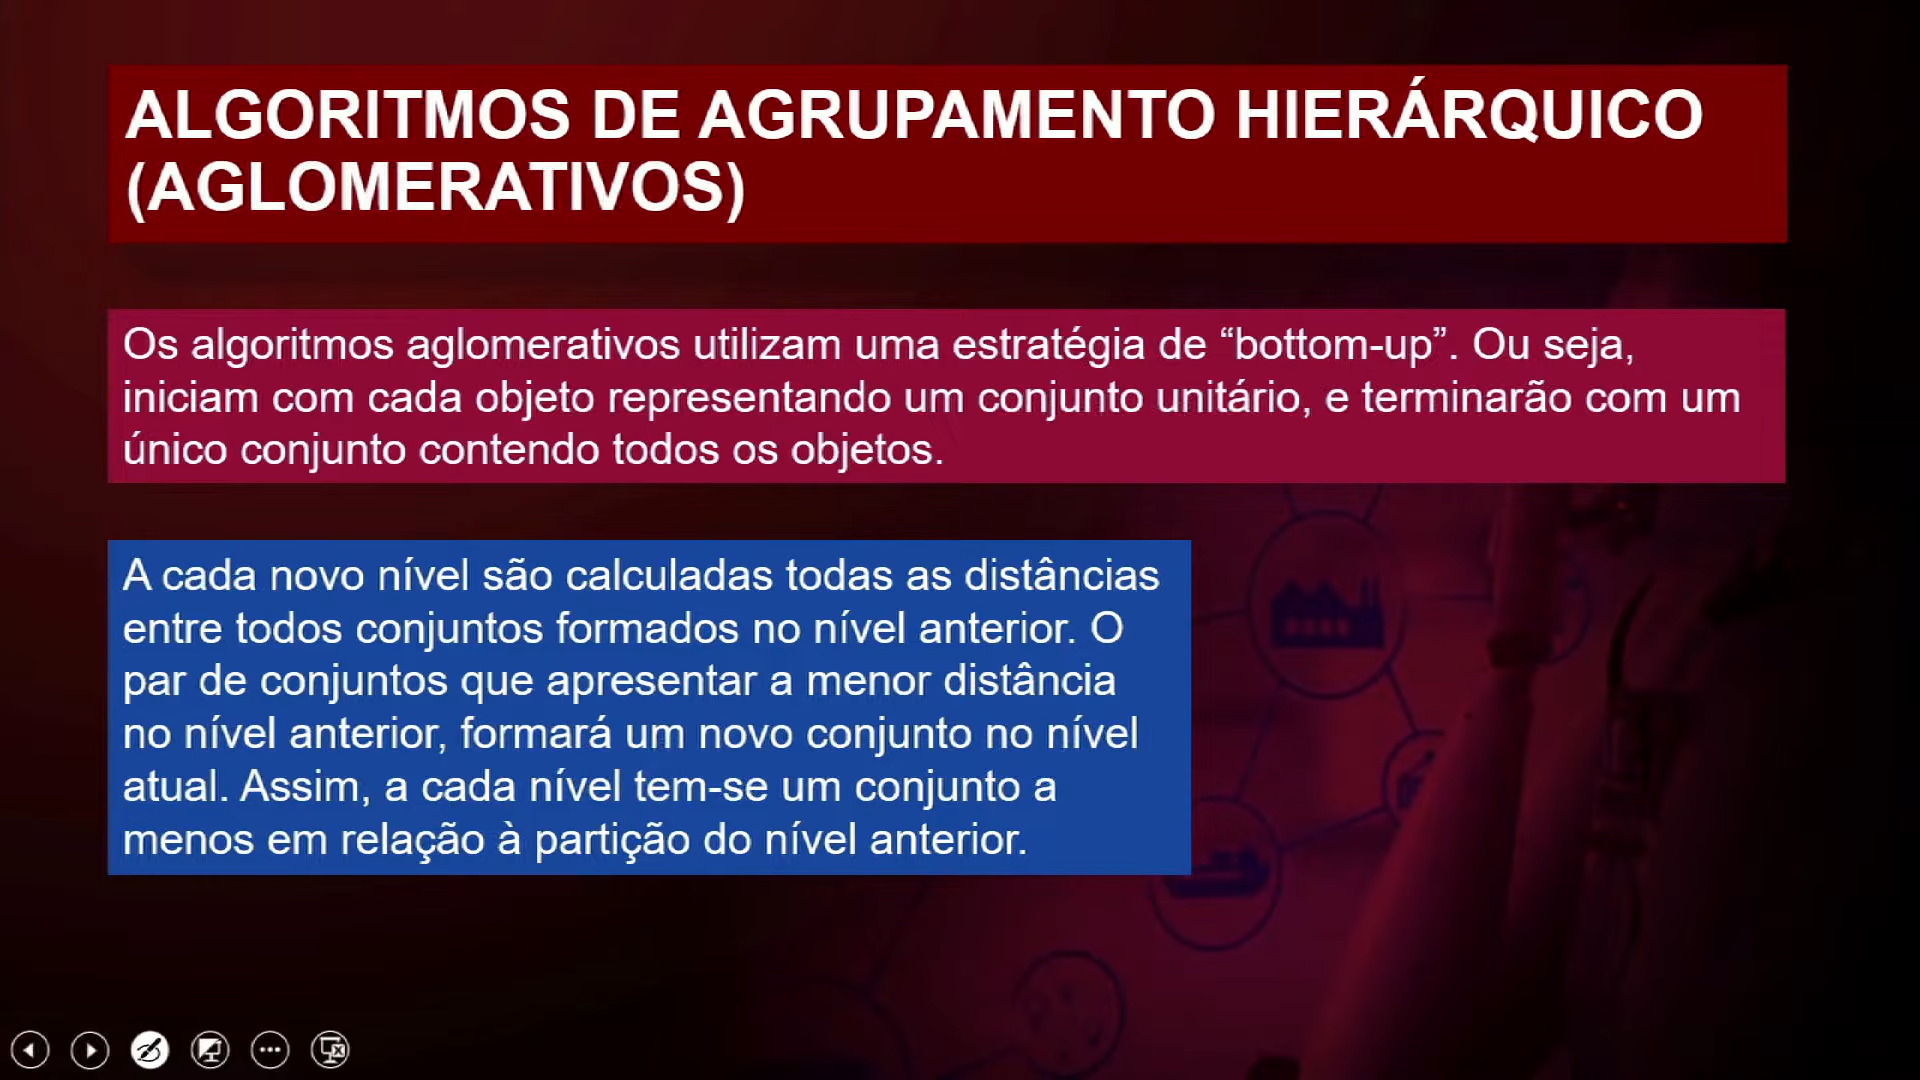 ALGORITMOS DE AGRUPAMENTO HIERÁRQUICO
(AGLOMERATIVOS)
Os algoritmos aglomerativos utilizam uma estratégia de “bottom-up”. Ou seja,
iniciam com cada objeto representando um conjunto unitário, e terminarão com um
único conjunto contendo todos os objetos.
A cada novo nível são calculadas todas as distâncias
entre todos conjuntos formados no nível anterior. O
par de conjuntos que apresentar a menor distância
no nível anterior, formará um novo conjunto no nível
atual. Assim, a cada nível tem-se um conjunto a
menos em relação à partição do nível anterior.